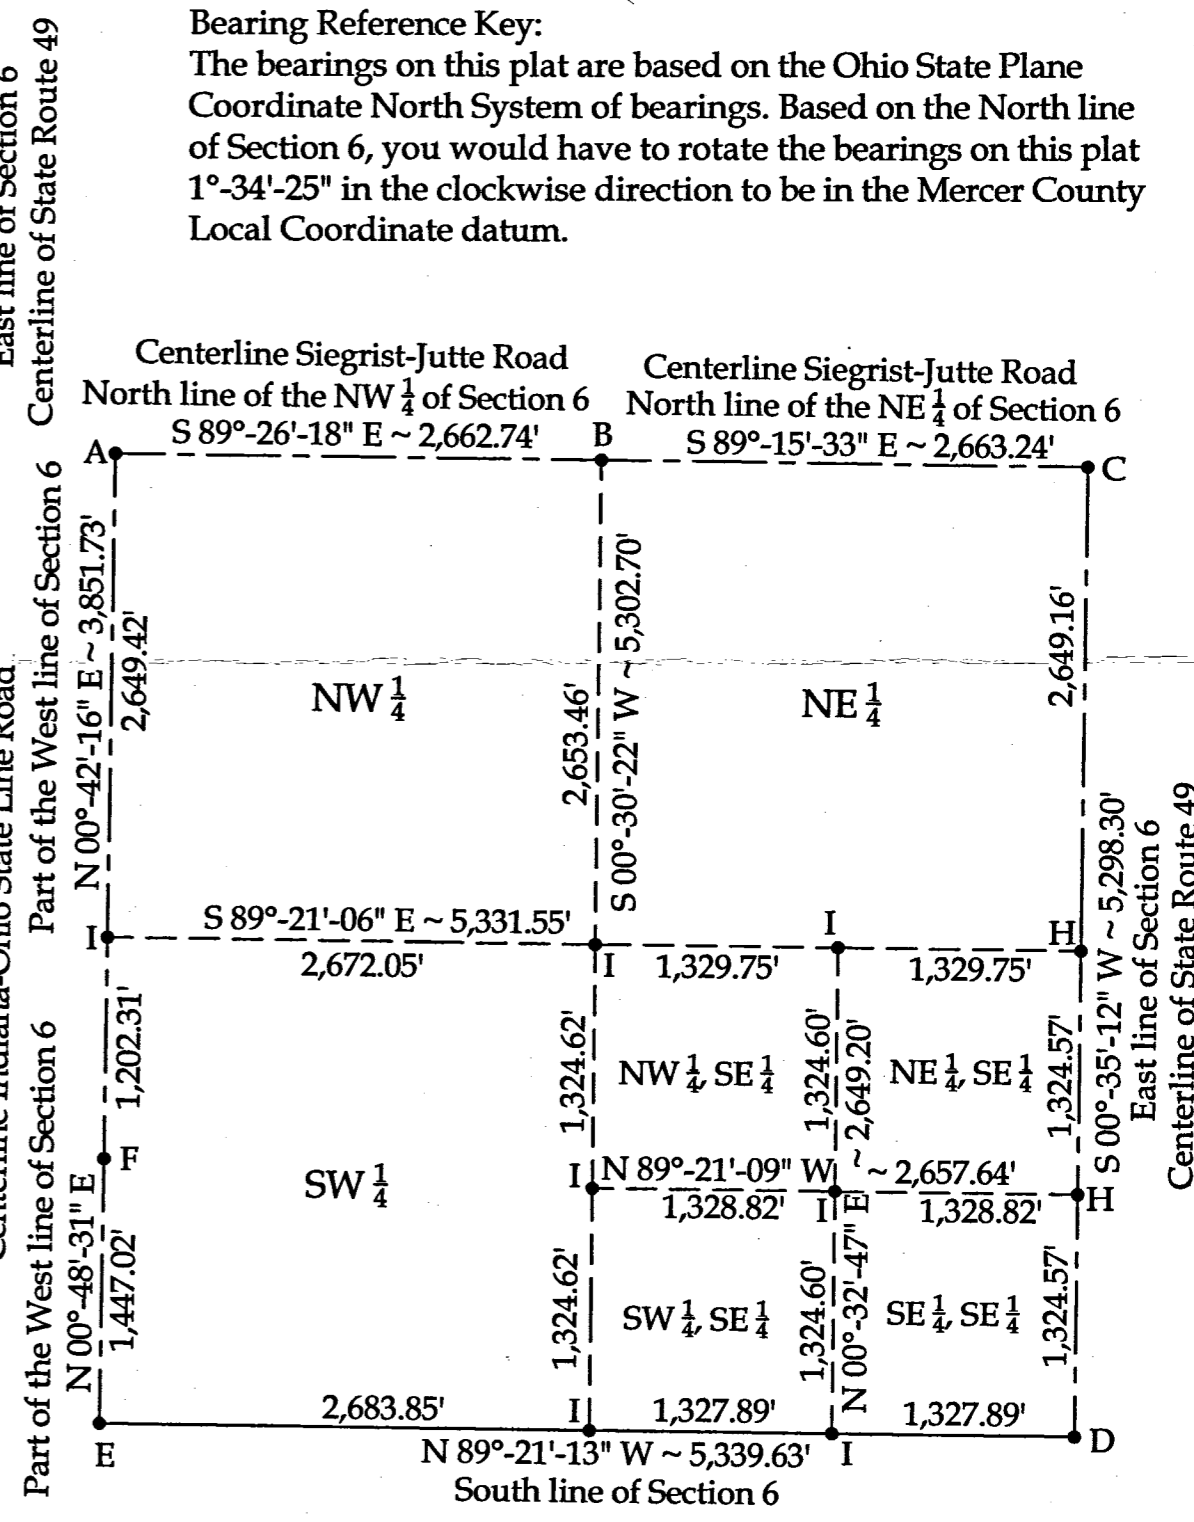 Bearing Reference Key:
The bearings on this plat are based on the Ohio State Plane
Coordinate North System of bearings. Based on the North line
of Section 6, you would have to rotate the bearings on this plat
1°-34'-25" in the clockwise direction to be in the Mercer County
Local Coordinate datum.
East line of Section 6
Centerline of State Route 49
Centerline Siegrist-Jutte Road
North line of the NW 1/4 of Section 6
S 89°-26'-18" E ~ 2,662.74'
Centerline Siegrist-Jutte Road
North line of the NE 1/4 of Section 6
S 89°-15'-33" E ~ 2,663.24'
A
B
C
Centerline Indiana-Ohio State Line Road
Part of the West line of Section 6
N 00°-42'-16" E ~ 3,851.73'
2,649.42'
NW 1/4
2,653.46'
S 00°-30'-22" W ~ 5,302.70'
NE 1/4
2,649.16'
S 00°-35'-12" W ~ 5,298.30'
East line of Section 6
Centerline of State Route 49
I
S 89°-21'-06" E ~ 5,331.55'
2,672.05'
I
1,329.75'
I
1,329.75'
H
1,202.31'
1,324.62'
NW 1/4, SE 1/4
1,324.60'
~ 2,649.20'
NE 1/4, SE 1/4
1,324.57'
F
SW 1/4
I
N 89°-21'-09" W ~ 2,657.64'
1,328.82'
I
1,328.82'
H
Part of the West line of Section 6
N 00°-48'-31" E
1,447.02'
1,324.62'
SW 1/4, SE 1/4
1,324.60'
N 00°-32'-47" E
SE 1/4, SE 1/4
1,324.57'
2,683.85'
I
1,327.89'
1,327.89'
E
N 89°-21'-13" W ~ 5,339.63'
I
D
South line of Section 6